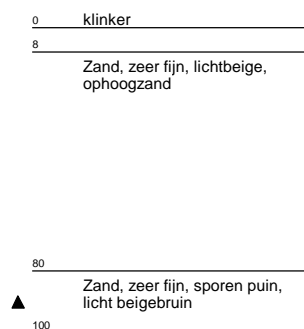 0 klinker
8
Zand, zeer fijn, lichtbeige,
ophoogzand
80
Zand, zeer fijn, sporen puin,
licht beigebruin
100